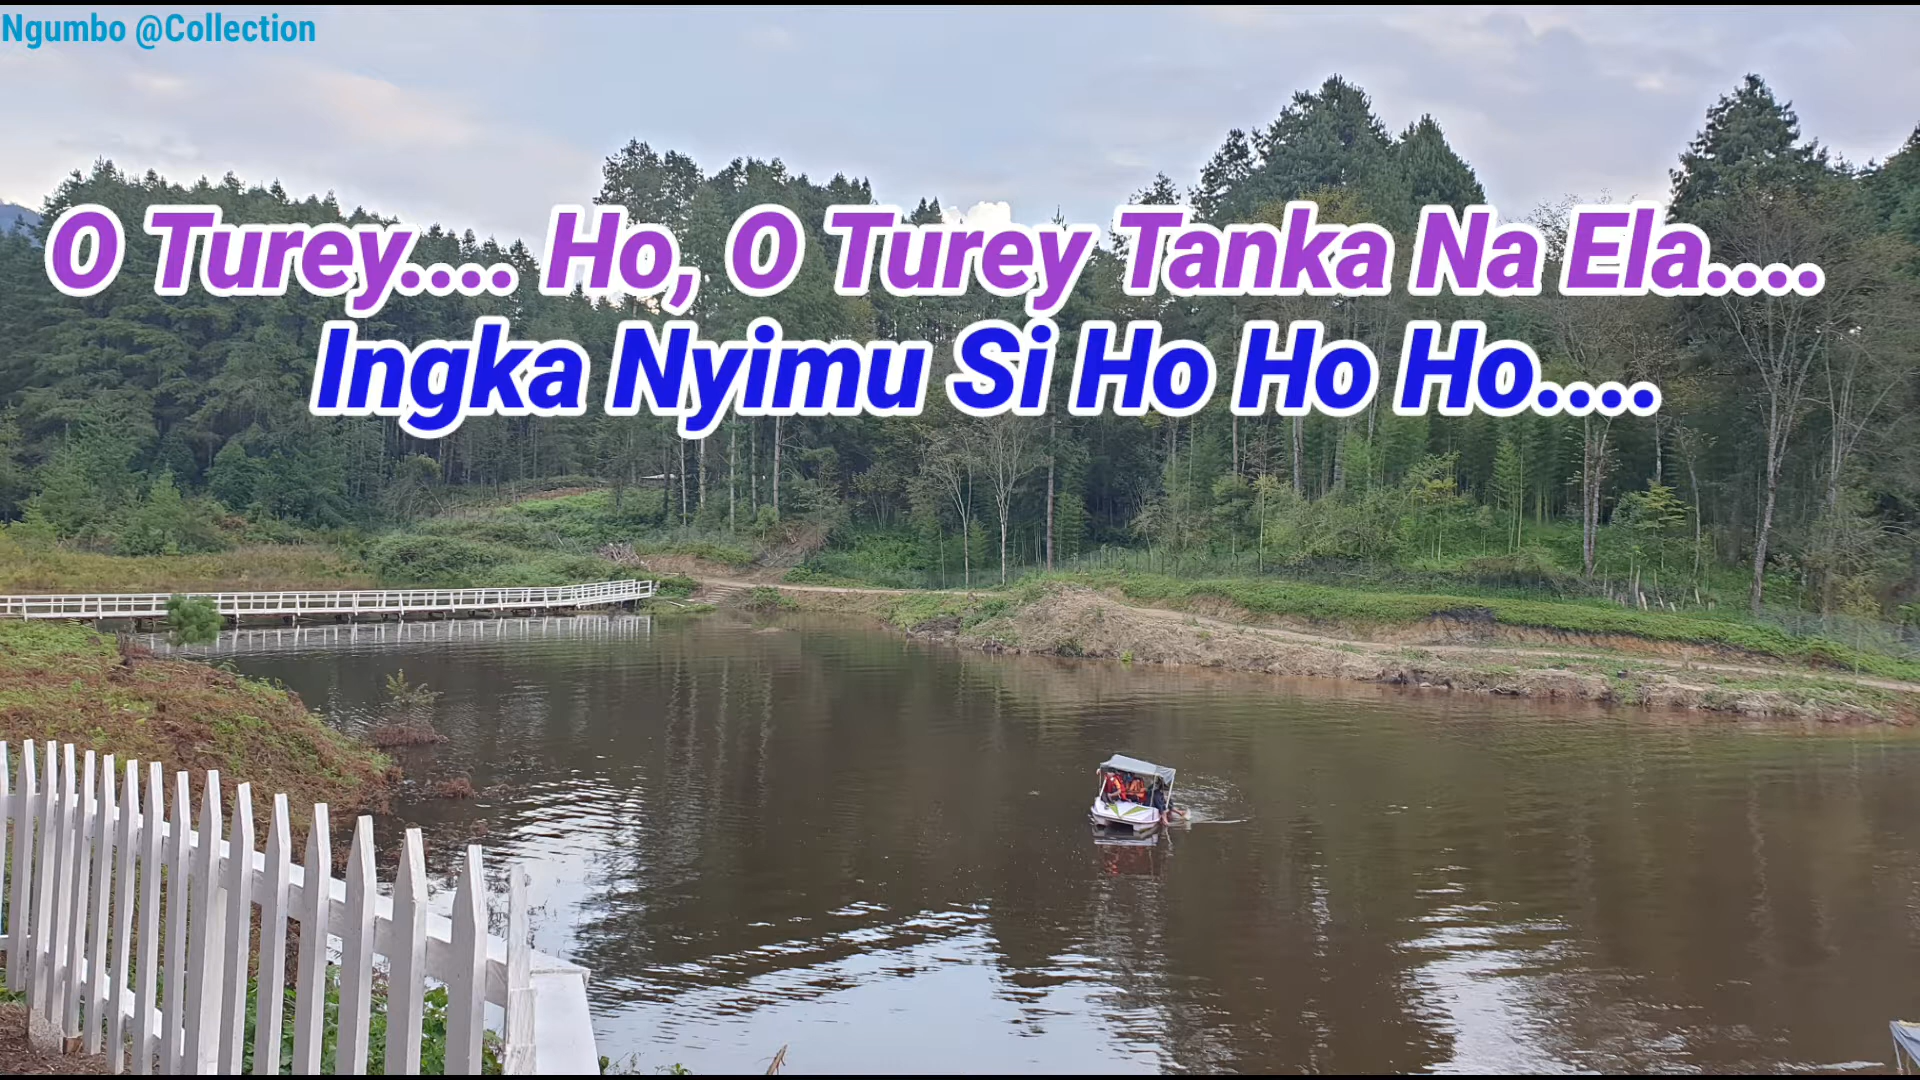 Ngumbo @Collection
O Turey.... Ho, O Turey Tanka Na Ela....
Ingka Nyimu Si Ho Ho Ho....